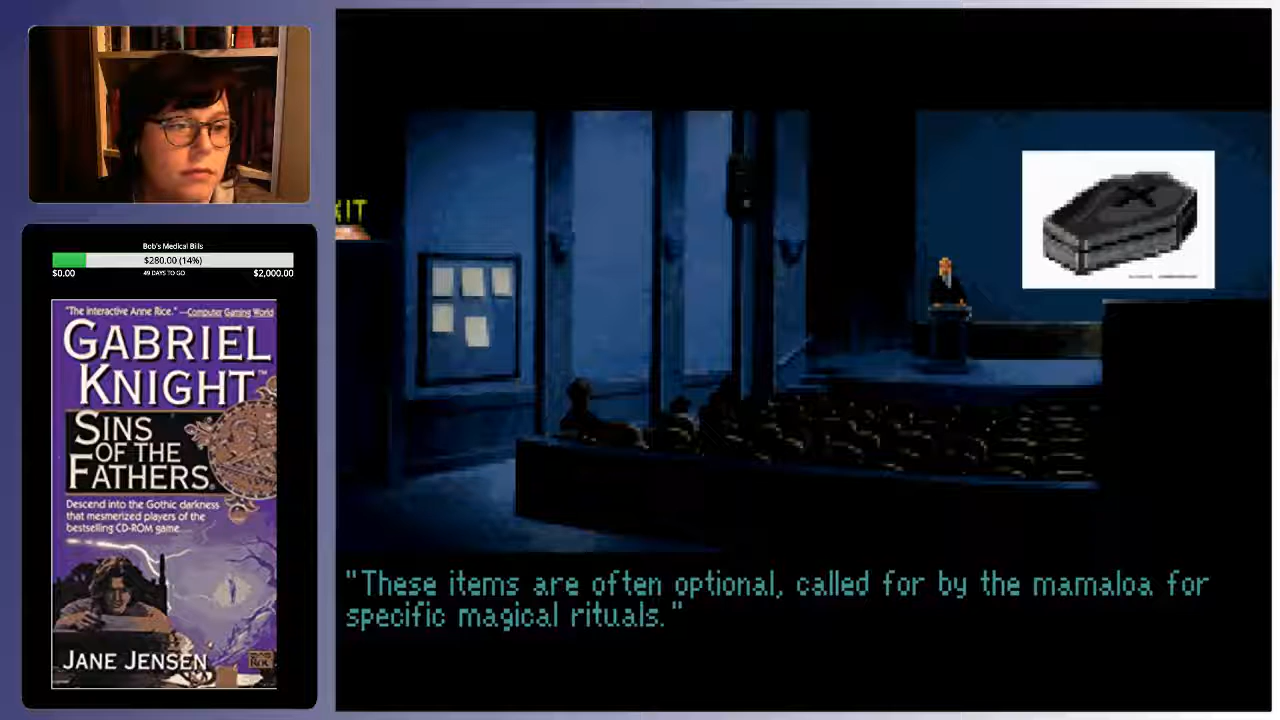 Bob's Medical Bills
$280.00 (14%)
$0.00 49 DAYS TO GO $2,000.00
"The Interactive Anne Rice." —Computer Gaming World
GABRIEL
KNIGHT™
SINS
OF THE
FATHERS®
Descend into the Gothic darkness
that mesmerized players of the
bestselling CD-ROM game
JANE JENSEN
XIT
"These items are often optional, called for by the mamaloa for
specific magical rituals."